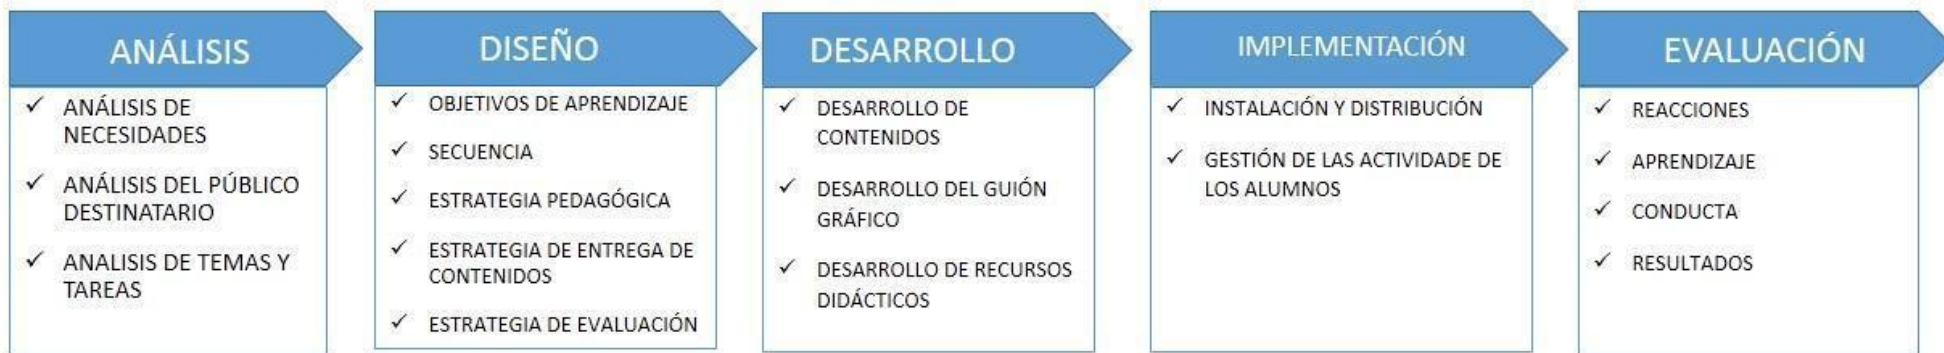 ANÁLISIS
ANÁLISIS DE
NECESIDADES
ANÁLISIS DEL PÚBLICO
DESTINATARIO
ANALISIS DE TEMAS Y
TAREAS
DISEÑO
OBJETIVOS DE APRENDIZAJE
SECUENCIA
ESTRATEGIA PEDAGÓGICA
ESTRATEGIA DE ENTREGA DE
CONTENIDOS
ESTRATEGIA DE EVALUACIÓN
DESARROLLO
DESARROLLO DE
CONTENIDOS
DESARROLLO DEL GUIÓN
GRÁFICO
DESARROLLO DE RECURSOS
DIDÁCTICOS
IMPLEMENTACIÓN
INSTALACIÓN Y DISTRIBUCIÓN
GESTIÓN DE LAS ACTIVIDADE DE
LOS ALUMNOS
EVALUACIÓN
REACCIONES
APRENDIZAJE
CONDUCTA
RESULTADOS